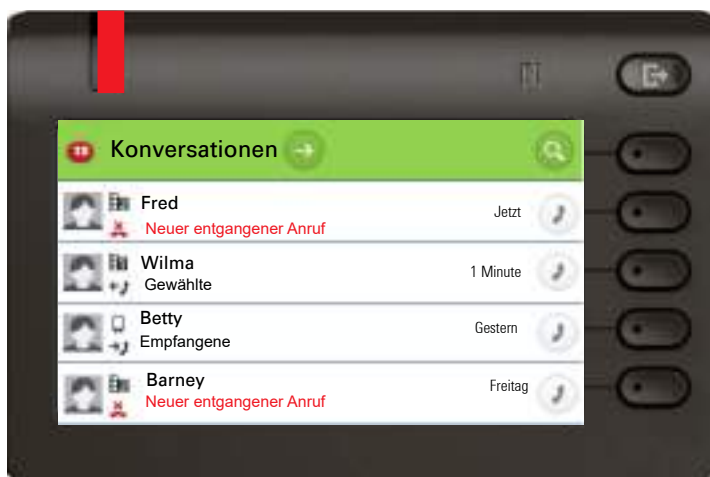 Konversationen
Fred
Jetzt
Neuer entgangener Anruf
Wilma
1 Minute
Gewählte
Betty
Gestern
Empfangene
Barney
Freitag
Neuer entgangener Anruf